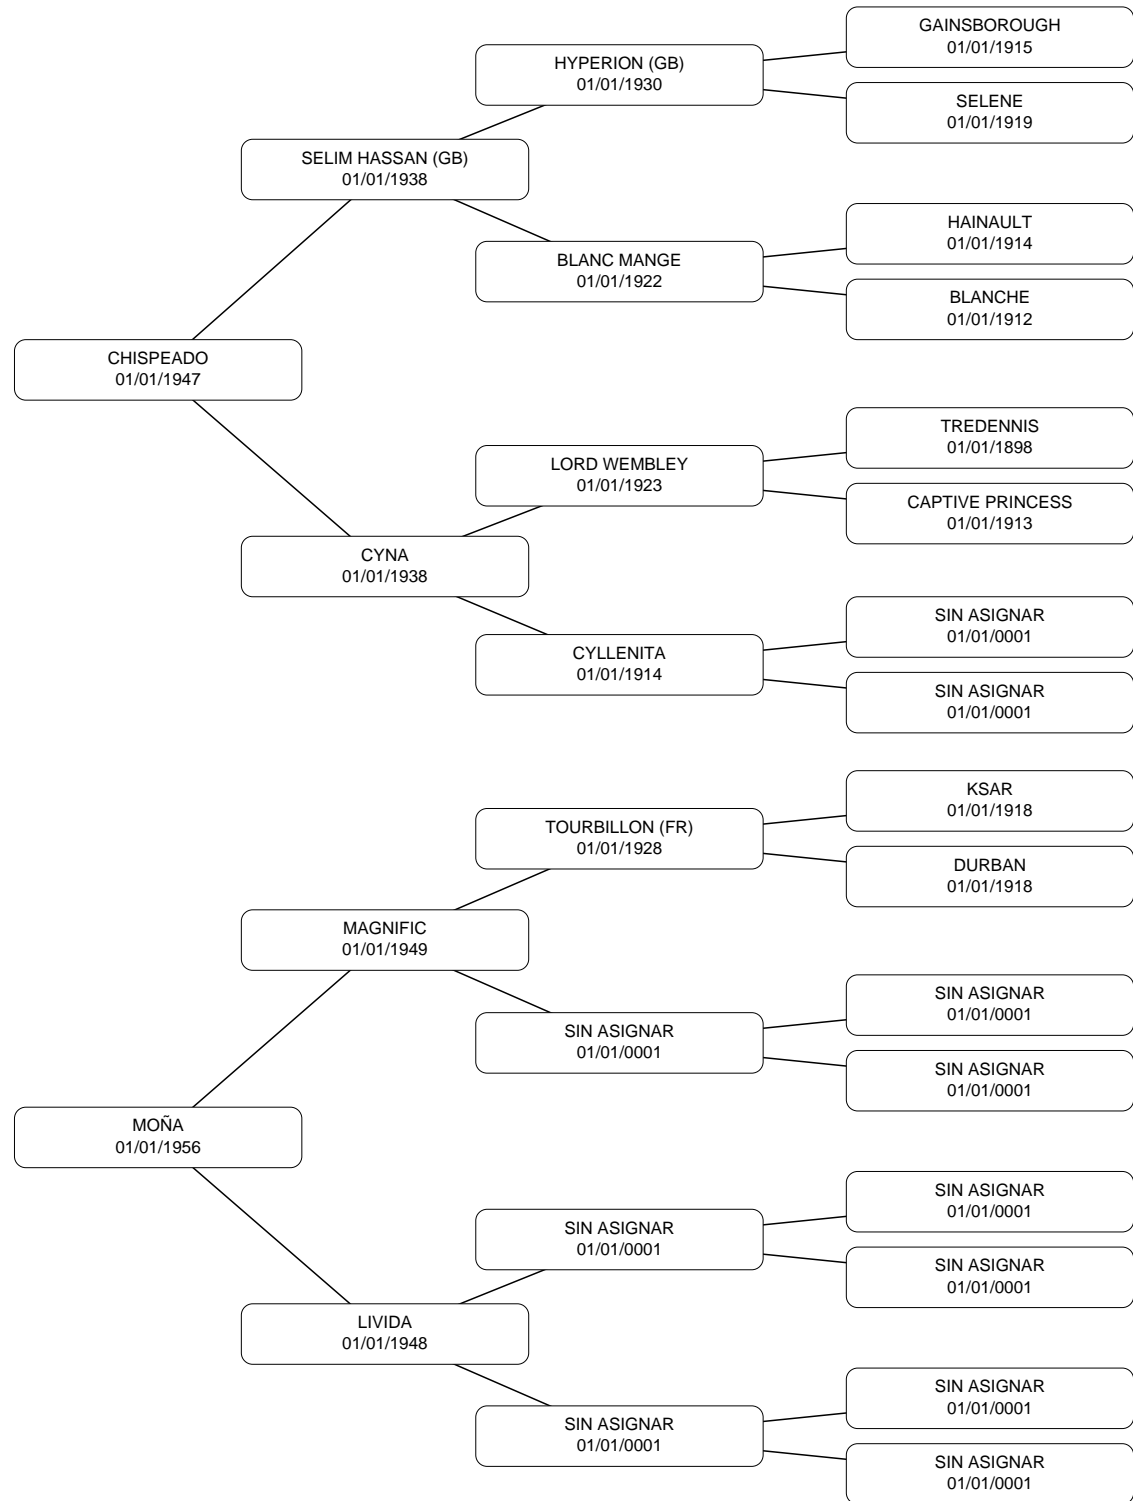 GAINSBOROUGH
01/01/1915
HYPERION (GB)
01/01/1930
SELENE
01/01/1919
SELIM HASSAN (GB)
01/01/1938
HAINAULT
01/01/1914
BLANC MANGE
01/01/1922
BLANCHE
01/01/1912
CHISPEADO
01/01/1947
TREDENNIS
01/01/1898
LORD WEMBLEY
01/01/1923
CAPTIVE PRINCESS
01/01/1913
CYNA
01/01/1938
SIN ASIGNAR
01/01/0001
CYLLENITA
01/01/1914
SIN ASIGNAR
01/01/0001
KSAR
01/01/1918
TOURBILLON (FR)
01/01/1928
DURBAN
01/01/1918
MAGNIFIC
01/01/1949
SIN ASIGNAR
01/01/0001
SIN ASIGNAR
01/01/0001
SIN ASIGNAR
01/01/0001
MOÑA
01/01/1956
SIN ASIGNAR
01/01/0001
SIN ASIGNAR
01/01/0001
SIN ASIGNAR
01/01/0001
LIVIDA
01/01/1948
SIN ASIGNAR
01/01/0001
SIN ASIGNAR
01/01/0001
SIN ASIGNAR
01/01/0001